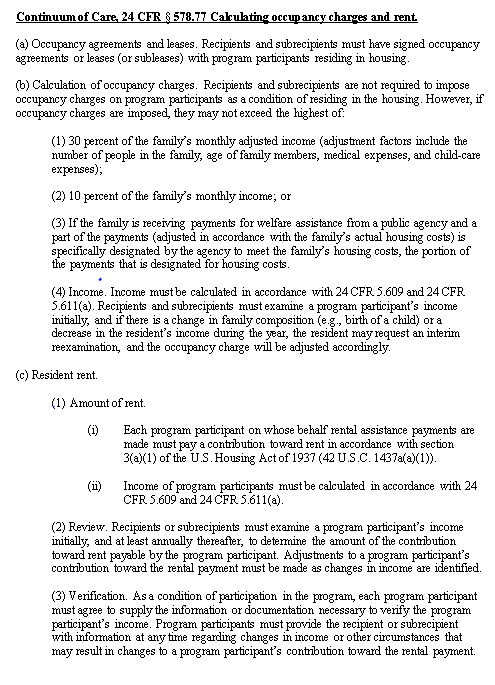 Continuum of Care, 24 CFR § 578.77 Calculating occupancy charges and rent.
(a) Occupancy agreements and leases. Recipients and subrecipients must have signed occupancy
agreements or leases (or subleases) with program participants residing in housing.
(b) Calculation of occupancy charges. Recipients and subrecipients are not required to impose
occupancy charges on program participants as a condition of residing in the housing. However, if
occupancy charges are imposed, they may not exceed the highest of:
(1) 30 percent of the family's monthly adjusted income (adjustment factors include the
number of people in the family, age of family members, medical expenses, and child-care
expenses);
(2) 10 percent of the family's monthly income; or
(3) If the family is receiving payments for welfare assistance from a public agency and a
part of the payments (adjusted in accordance with the family's actual housing costs) is
specifically designated by the agency to meet the family's housing costs, the portion of
the payments that is designated for housing costs.
(4) Income. Income must be calculated in accordance with 24 CFR 5.609 and 24 CFR
5.611(a). Recipients and subrecipients must examine a program participant's income
initially, and if there is a change in family composition (e.g., birth of a child) or a
decrease in the resident's income during the year, the resident may request an interim
reexamination, and the occupancy charge will be adjusted accordingly.
(c) Resident rent.
(1) Amount of rent.
(i) Each program participant on whose behalf rental assistance payments are
made must pay a contribution toward rent in accordance with section
3(a)(1) of the U.S. Housing Act of 1937 (42 U.S.C. 1437a(a)(1)).
(ii) Income of program participants must be calculated in accordance with 24
CFR 5.609 and 24 CFR 5.611(a).
(2) Review. Recipients or subrecipients must examine a program participant's income
initially, and at least annually thereafter, to determine the amount of the contribution
toward rent payable by the program participant. Adjustments to a program participant's
contribution toward the rental payment must be made as changes in income are identified.
(3) Verification. As a condition of participation in the program, each program participant
must agree to supply the information or documentation necessary to verify the program
participant's income. Program participants must provide the recipient or subrecipient
with information at any time regarding changes in income or other circumstances that
may result in changes to a program participant's contribution toward the rental payment.